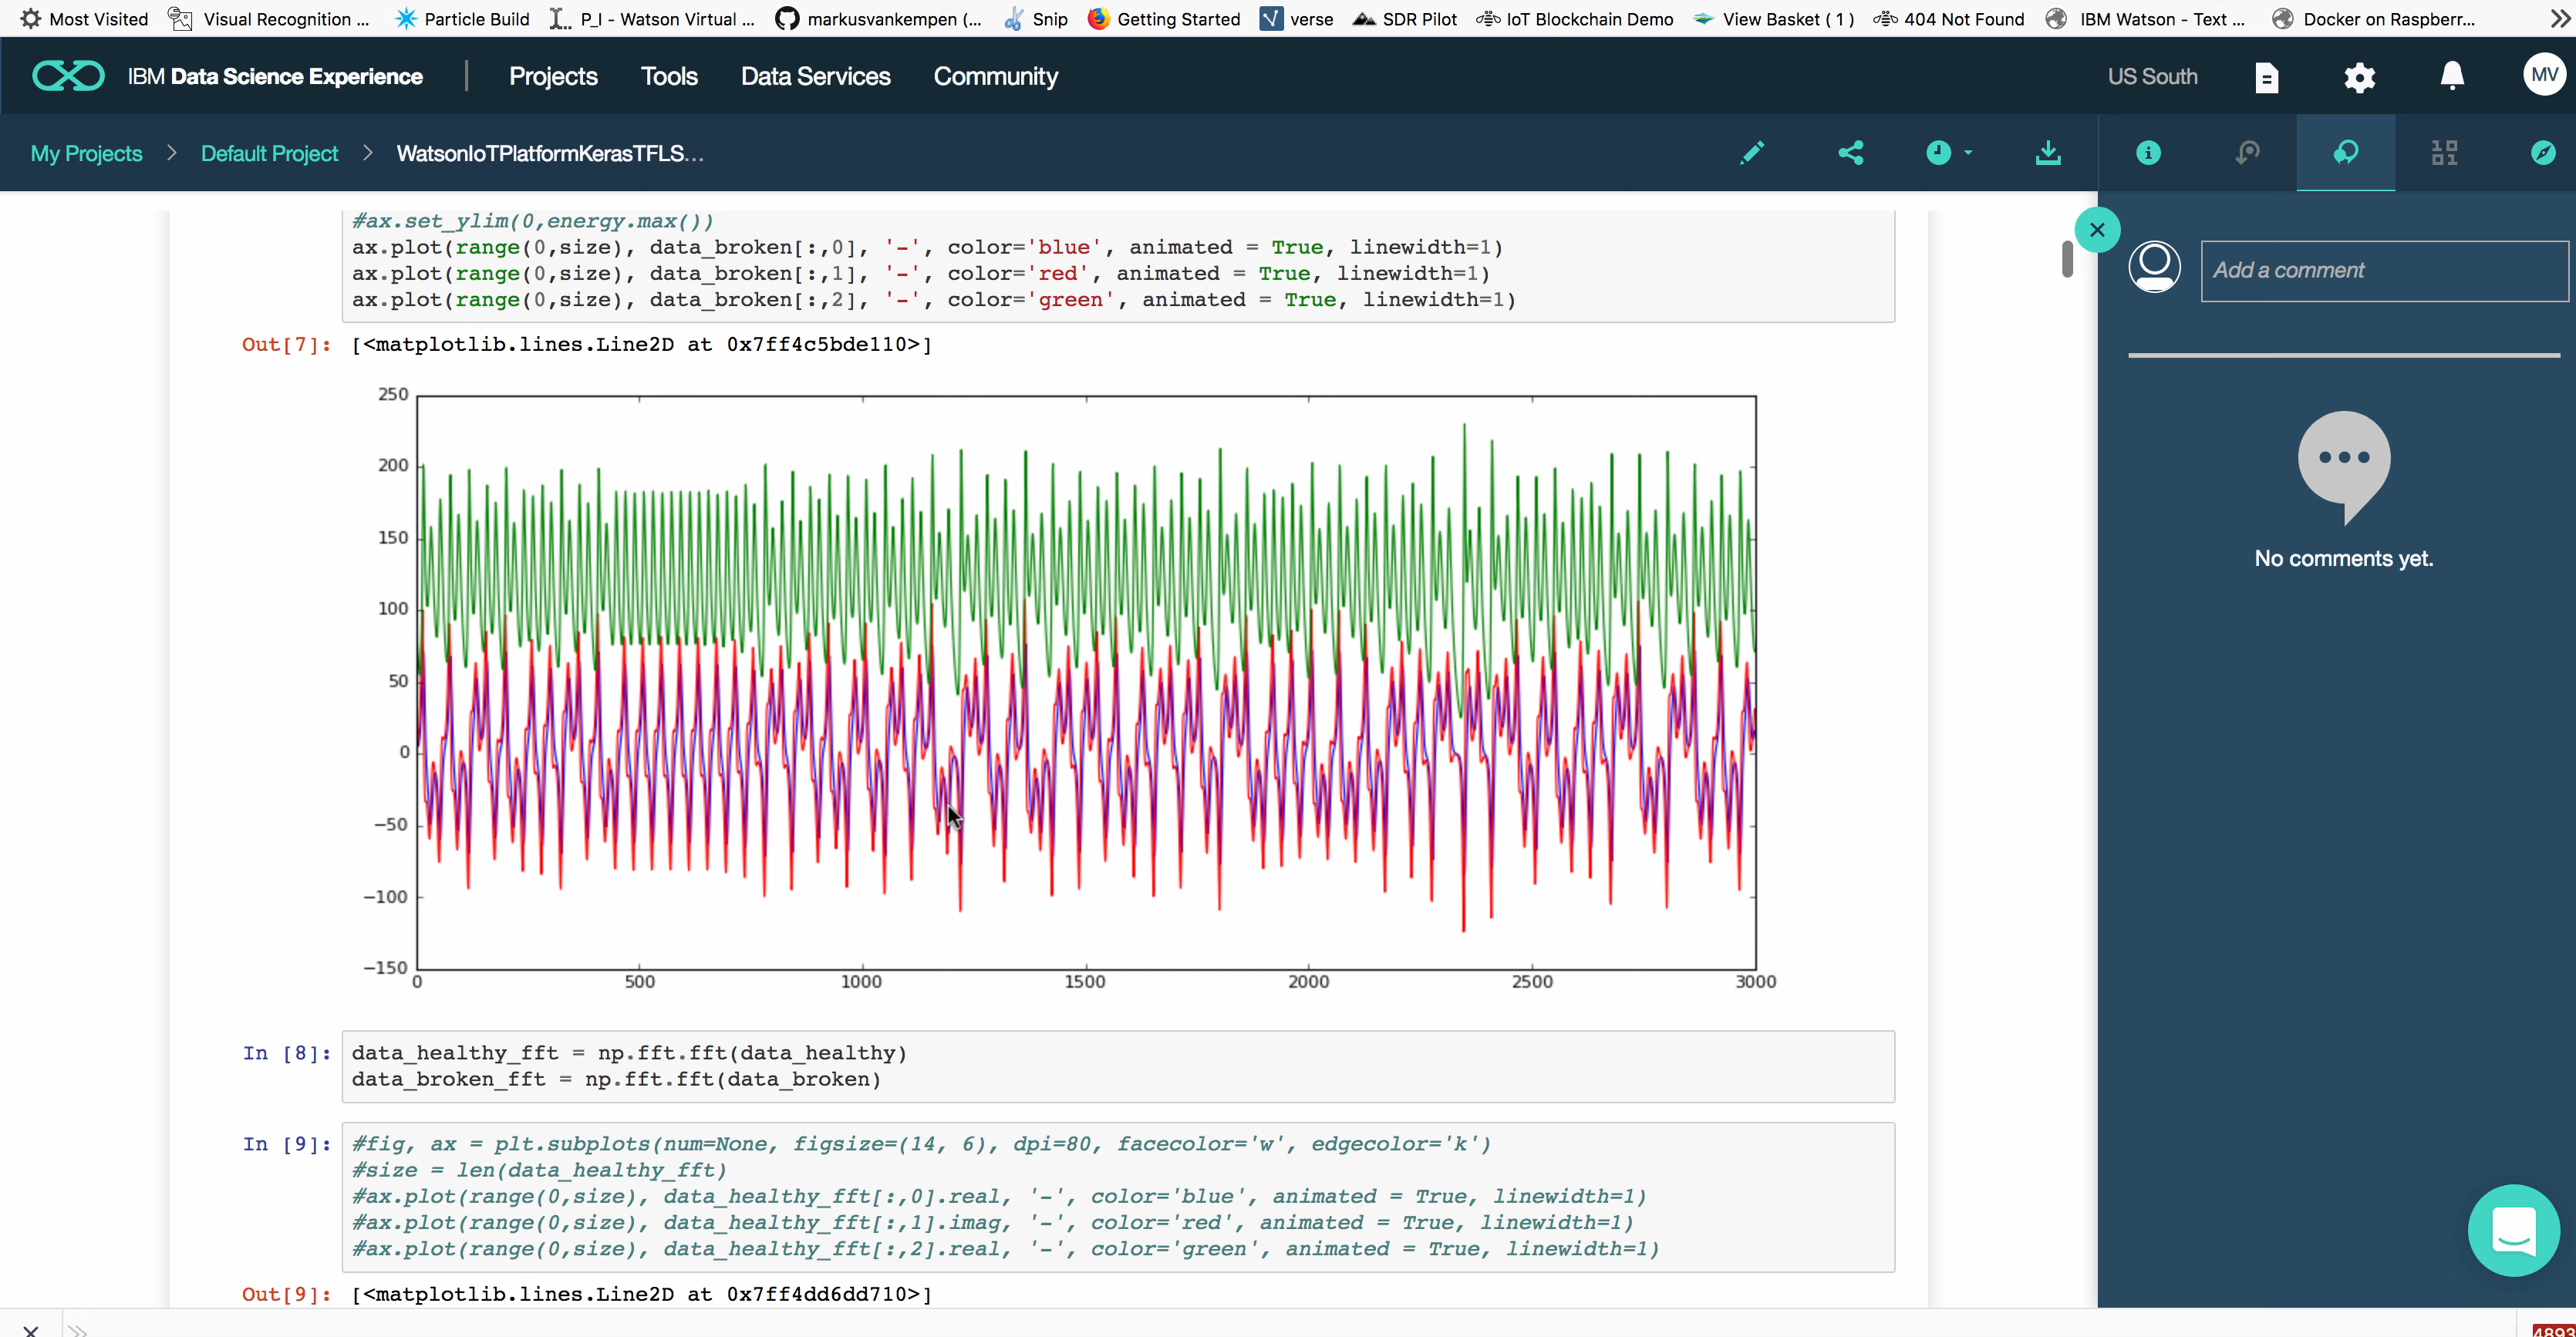 Most Visited Visual Recognition ... Particle Build P_I - Watson Virtual ... markusvankempen (... Snip Getting Started verse SDR Pilot IoT Blockchain Demo View Basket ( 1 ) 404 Not Found IBM Watson - Text ... Docker on Raspberr...
IBM Data Science Experience Projects Tools Data Services Community US South MV
My Projects > Default Project > WatsonIoTPlatformKerasTFLS...
Add a comment
No comments yet.
#ax.set_ylim(0,energy.max())
ax.plot(range(0,size), data_broken[:,0], '-', color='blue', animated = True, linewidth=1)
ax.plot(range(0,size), data_broken[:,1], '-', color='red', animated = True, linewidth=1)
ax.plot(range(0,size), data_broken[:,2], '-', color='green', animated = True, linewidth=1)
Out[7]: [<matplotlib.lines.Line2D at 0x7ff4c5bde110>]
250
200
150
100
50
0
−50
−100
−150
0 500 1000 1500 2000 2500 3000
In [8]: data_healthy_fft = np.fft.fft(data_healthy)
data_broken_fft = np.fft.fft(data_broken)
In [9]: #fig, ax = plt.subplots(num=None, figsize=(14, 6), dpi=80, facecolor='w', edgecolor='k')
#size = len(data_healthy_fft)
#ax.plot(range(0,size), data_healthy_fft[:,0].real, '-', color='blue', animated = True, linewidth=1)
#ax.plot(range(0,size), data_healthy_fft[:,1].imag, '-', color='red', animated = True, linewidth=1)
#ax.plot(range(0,size), data_healthy_fft[:,2].real, '-', color='green', animated = True, linewidth=1)
Out[9]: [<matplotlib.lines.Line2D at 0x7ff4dd6dd710>]